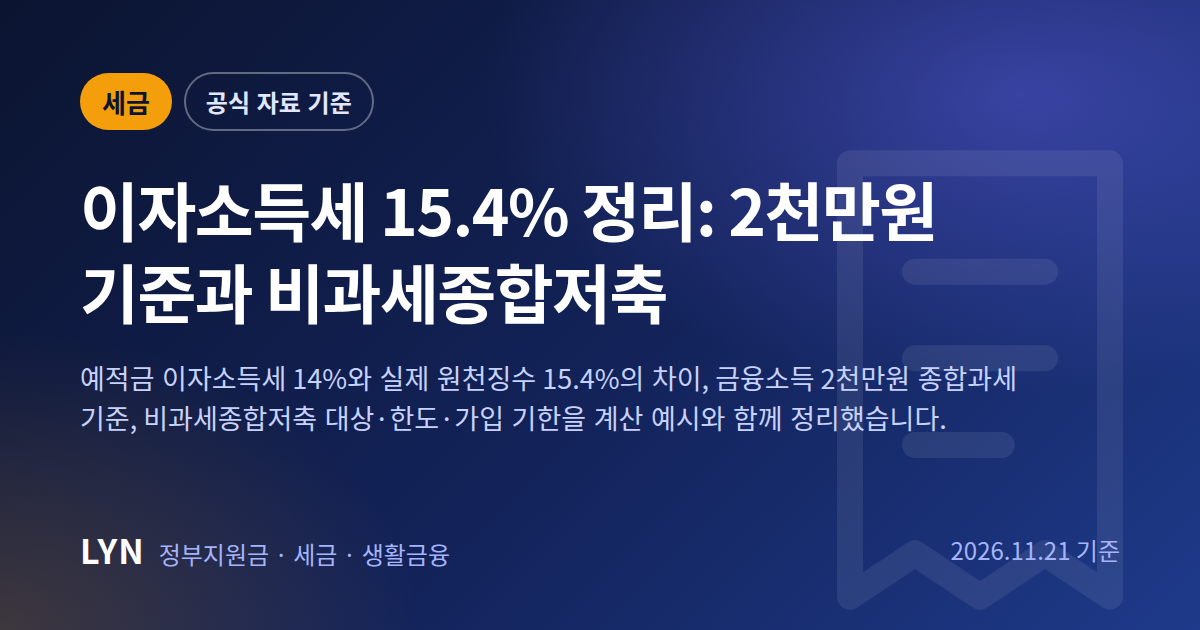 세금
공식 자료 기준
이자소득세 15.4% 정리: 2천만원
기준과 비과세종합저축
예적금 이자소득세 14%와 실제 원천징수 15.4%의 차이, 금융소득 2천만원 종합과세
기준, 비과세종합저축 대상·한도·가입 기한을 계산 예시와 함께 정리했습니다.
LYN 정부지원금 · 세금 · 생활금융
2026.11.21 기준